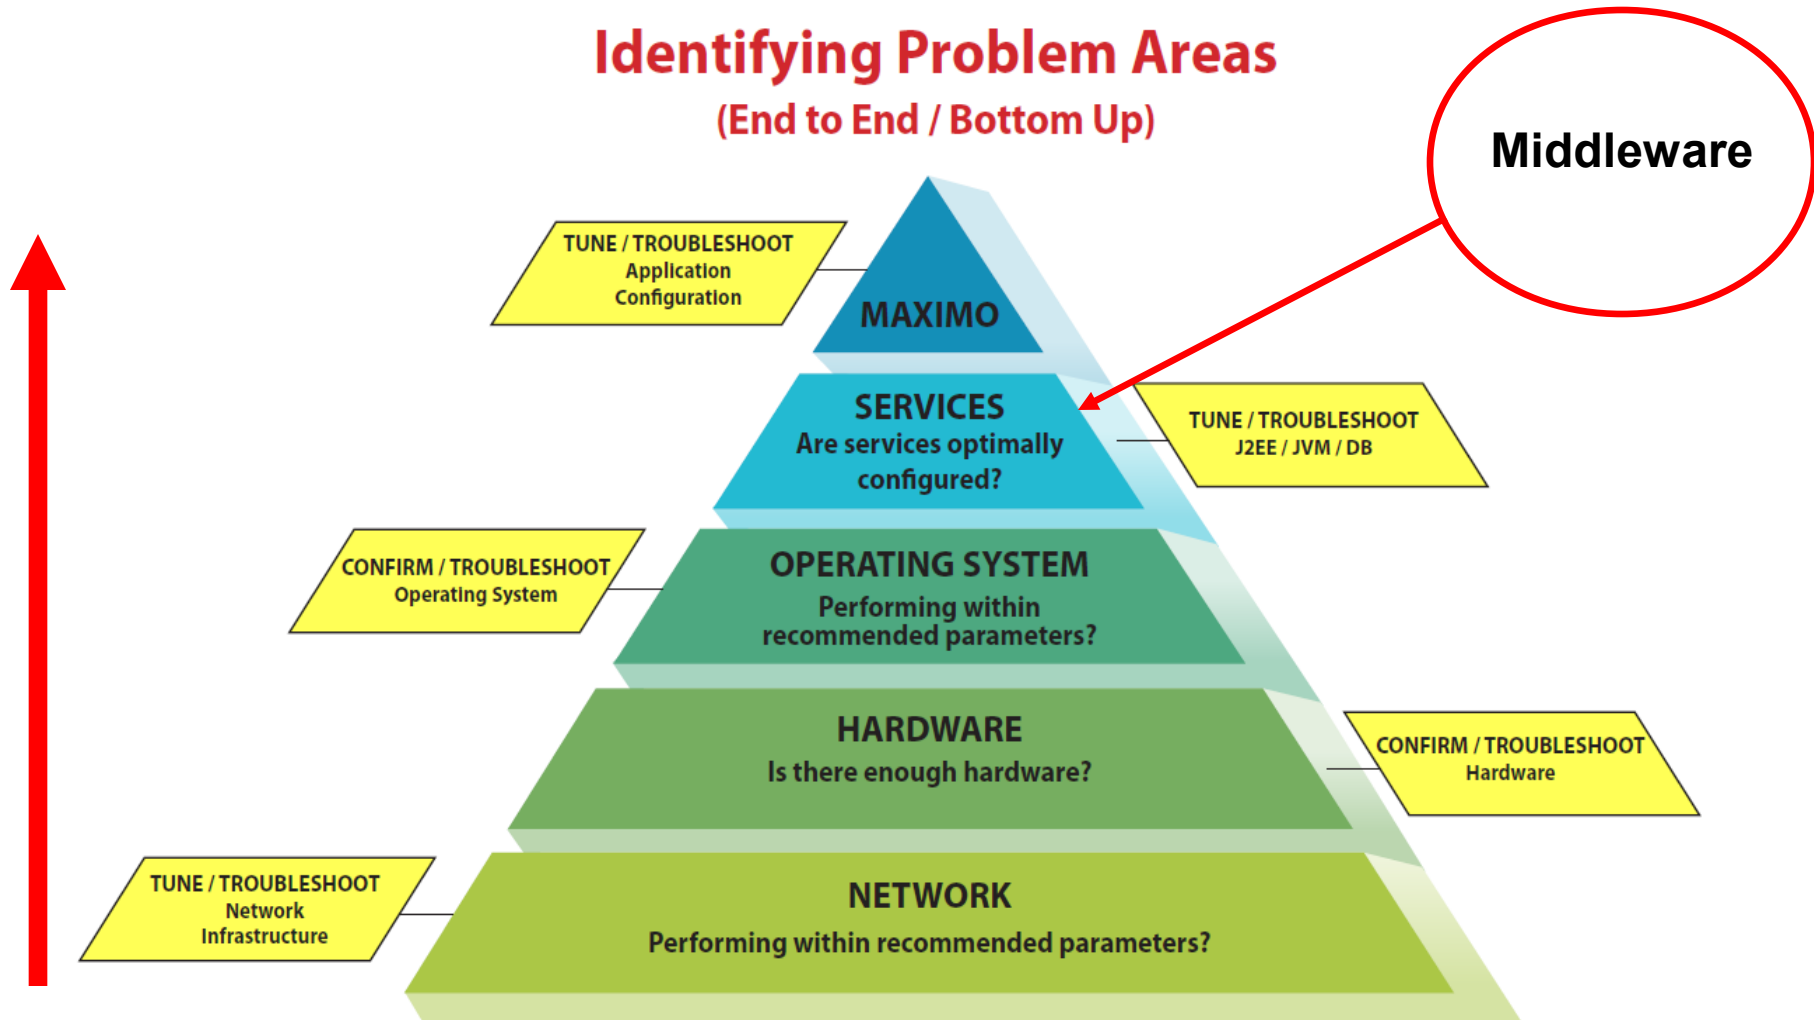 Identifying Problem Areas
(End to End / Bottom Up)
Middleware
TUNE / TROUBLESHOOT
Application
Configuration
MAXIMO
SERVICES
Are services optimally
configured?
TUNE / TROUBLESHOOT
J2EE / JVM / DB
CONFIRM / TROUBLESHOOT
Operating System
OPERATING SYSTEM
Performing within
recommended parameters?
HARDWARE
Is there enough hardware?
CONFIRM / TROUBLESHOOT
Hardware
TUNE / TROUBLESHOOT
Network
Infrastructure
NETWORK
Performing within recommended parameters?